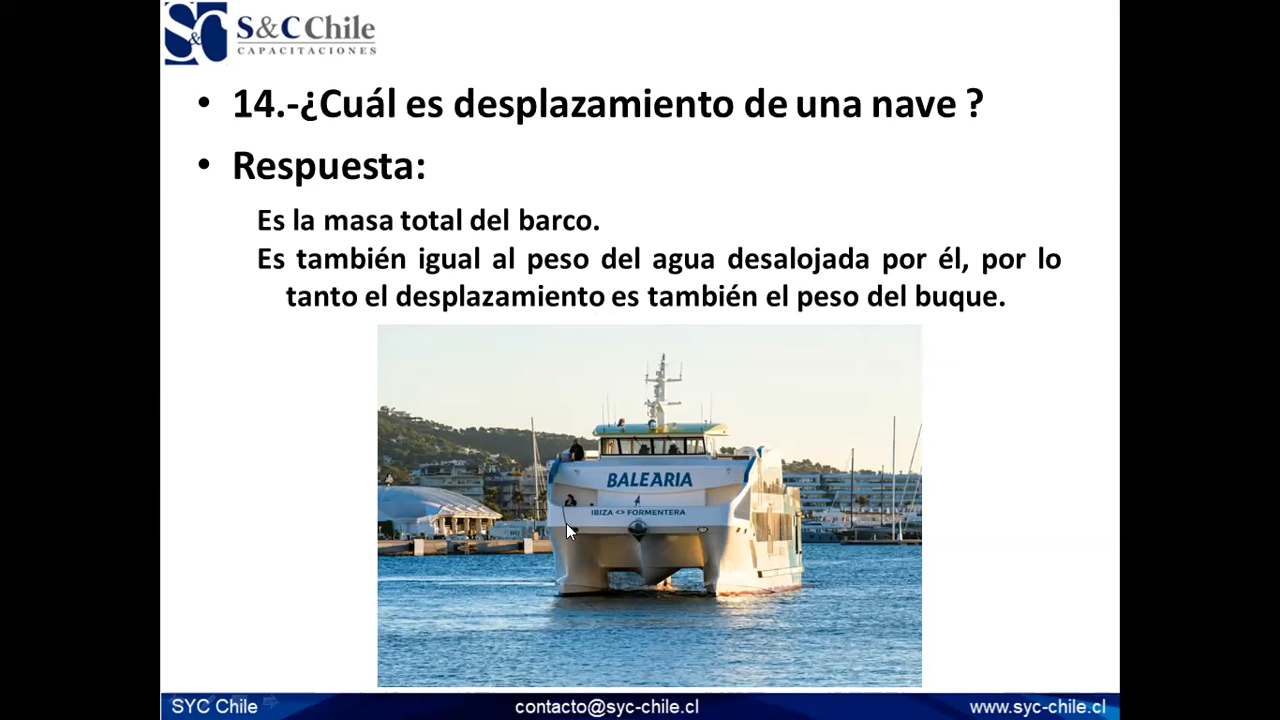 S&C
S&C Chile
CAPACITACIONES
• 14.-¿Cuál es desplazamiento de una nave ?
• Respuesta:
Es la masa total del barco.
Es también igual al peso del agua desalojada por él, por lo
tanto el desplazamiento es también el peso del buque.
BALEARIA
IBIZA <> FORMENTERA
SYC Chile
contacto@syc-chile.cl
www.syc-chile.cl